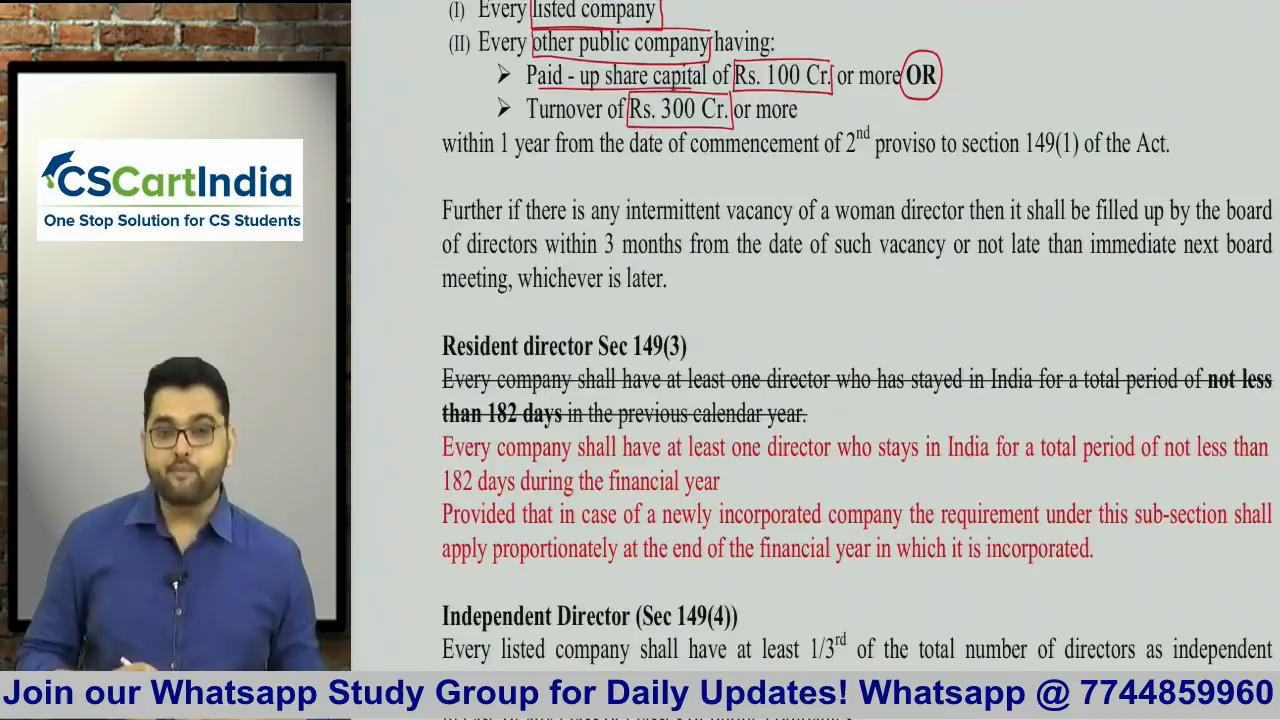 (I) Every listed company
(II) Every other public company having:
➢ Paid - up share capital of Rs. 100 Cr. or more OR
➢ Turnover of Rs. 300 Cr. or more
within 1 year from the date of commencement of 2nd proviso to section 149(1) of the Act.
Further if there is any intermittent vacancy of a woman director then it shall be filled up by the board
of directors within 3 months from the date of such vacancy or not late than immediate next board
meeting, whichever is later.
Resident director Sec 149(3)
Every company shall have at least one director who has stayed in India for a total period of not less
than 182 days in the previous calendar year.
Every company shall have at least one director who stays in India for a total period of not less than
182 days during the financial year
Provided that in case of a newly incorporated company the requirement under this sub-section shall
apply proportionately at the end of the financial year in which it is incorporated.
Independent Director (Sec 149(4))
Every listed company shall have at least 1/3rd of the total number of directors as independent
CSCartIndia
One Stop Solution for CS Students
Join our Whatsapp Study Group for Daily Updates! Whatsapp @ 7744859960